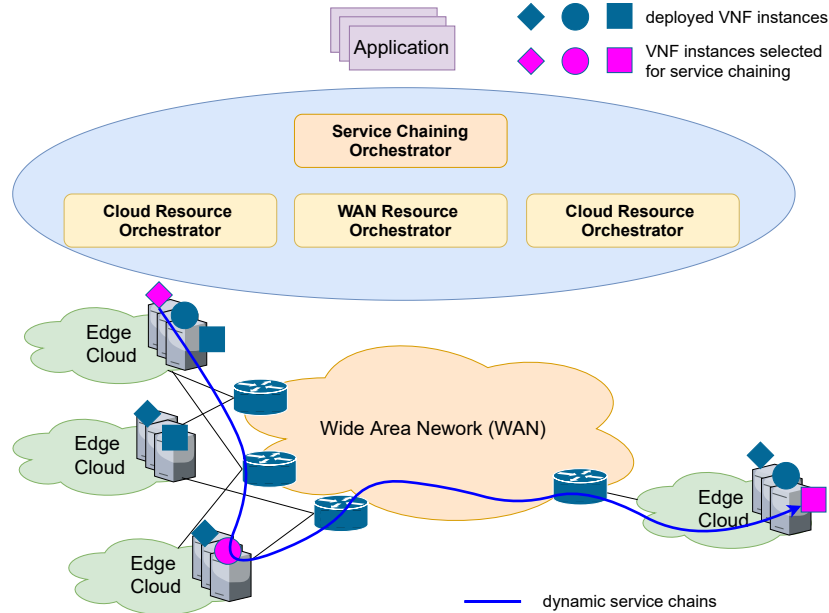 Application
deployed VNF instances
VNF instances selected
for service chaining
Service Chaining
Orchestrator
Cloud Resource
Orchestrator
WAN Resource
Orchestrator
Cloud Resource
Orchestrator
Edge
Cloud
Edge
Cloud
Edge
Cloud
Wide Area Nework (WAN)
Edge
Cloud
dynamic service chains